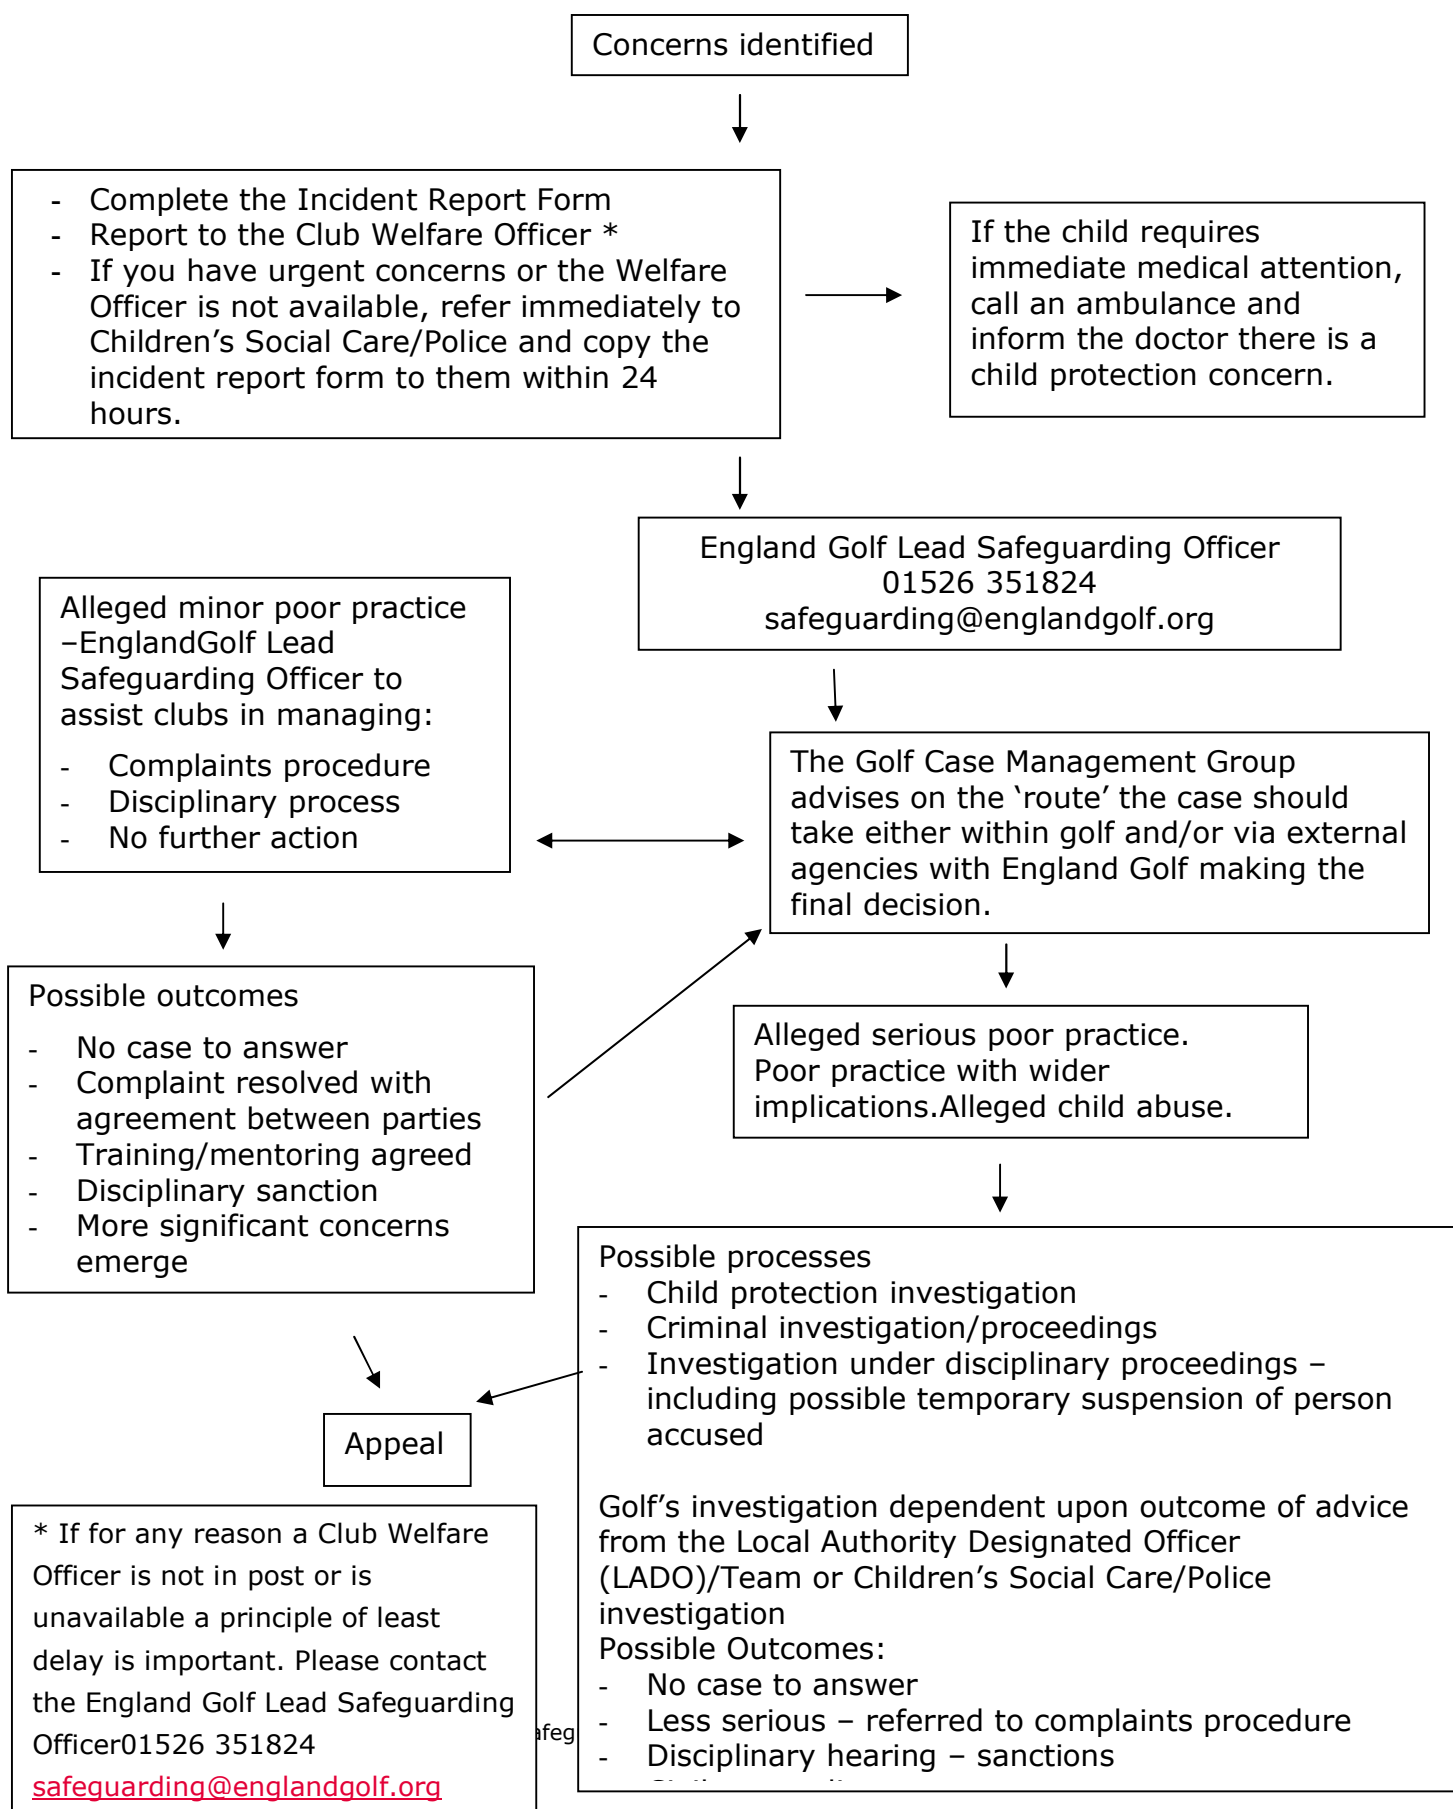 Concerns identified
- Complete the Incident Report Form
- Report to the Club Welfare Officer *
- If you have urgent concerns or the Welfare
Officer is not available, refer immediately to
Children’s Social Care/Police and copy the
incident report form to them within 24
hours.
If the child requires
immediate medical attention,
call an ambulance and
inform the doctor there is a
child protection concern.
England Golf Lead Safeguarding Officer
01526 351824
safeguarding@englandgolf.org
Alleged minor poor practice
–EnglandGolf Lead
Safeguarding Officer to
assist clubs in managing:
- Complaints procedure
- Disciplinary process
- No further action
The Golf Case Management Group
advises on the ‘route’ the case should
take either within golf and/or via external
agencies with England Golf making the
final decision.
Possible outcomes
- No case to answer
- Complaint resolved with
agreement between parties
- Training/mentoring agreed
- Disciplinary sanction
- More significant concerns
emerge
Alleged serious poor practice.
Poor practice with wider
implications.Alleged child abuse.
Possible processes
- Child protection investigation
- Criminal investigation/proceedings
- Investigation under disciplinary proceedings –
including possible temporary suspension of person
accused
Golf’s investigation dependent upon outcome of advice
from the Local Authority Designated Officer
(LADO)/Team or Children’s Social Care/Police
investigation
Possible Outcomes:
- No case to answer
- Less serious – referred to complaints procedure
- Disciplinary hearing – sanctions
Appeal
* If for any reason a Club Welfare
Officer is not in post or is
unavailable a principle of least
delay is important. Please contact
the England Golf Lead Safeguarding
Officer01526 351824
safeguarding@englandgolf.org